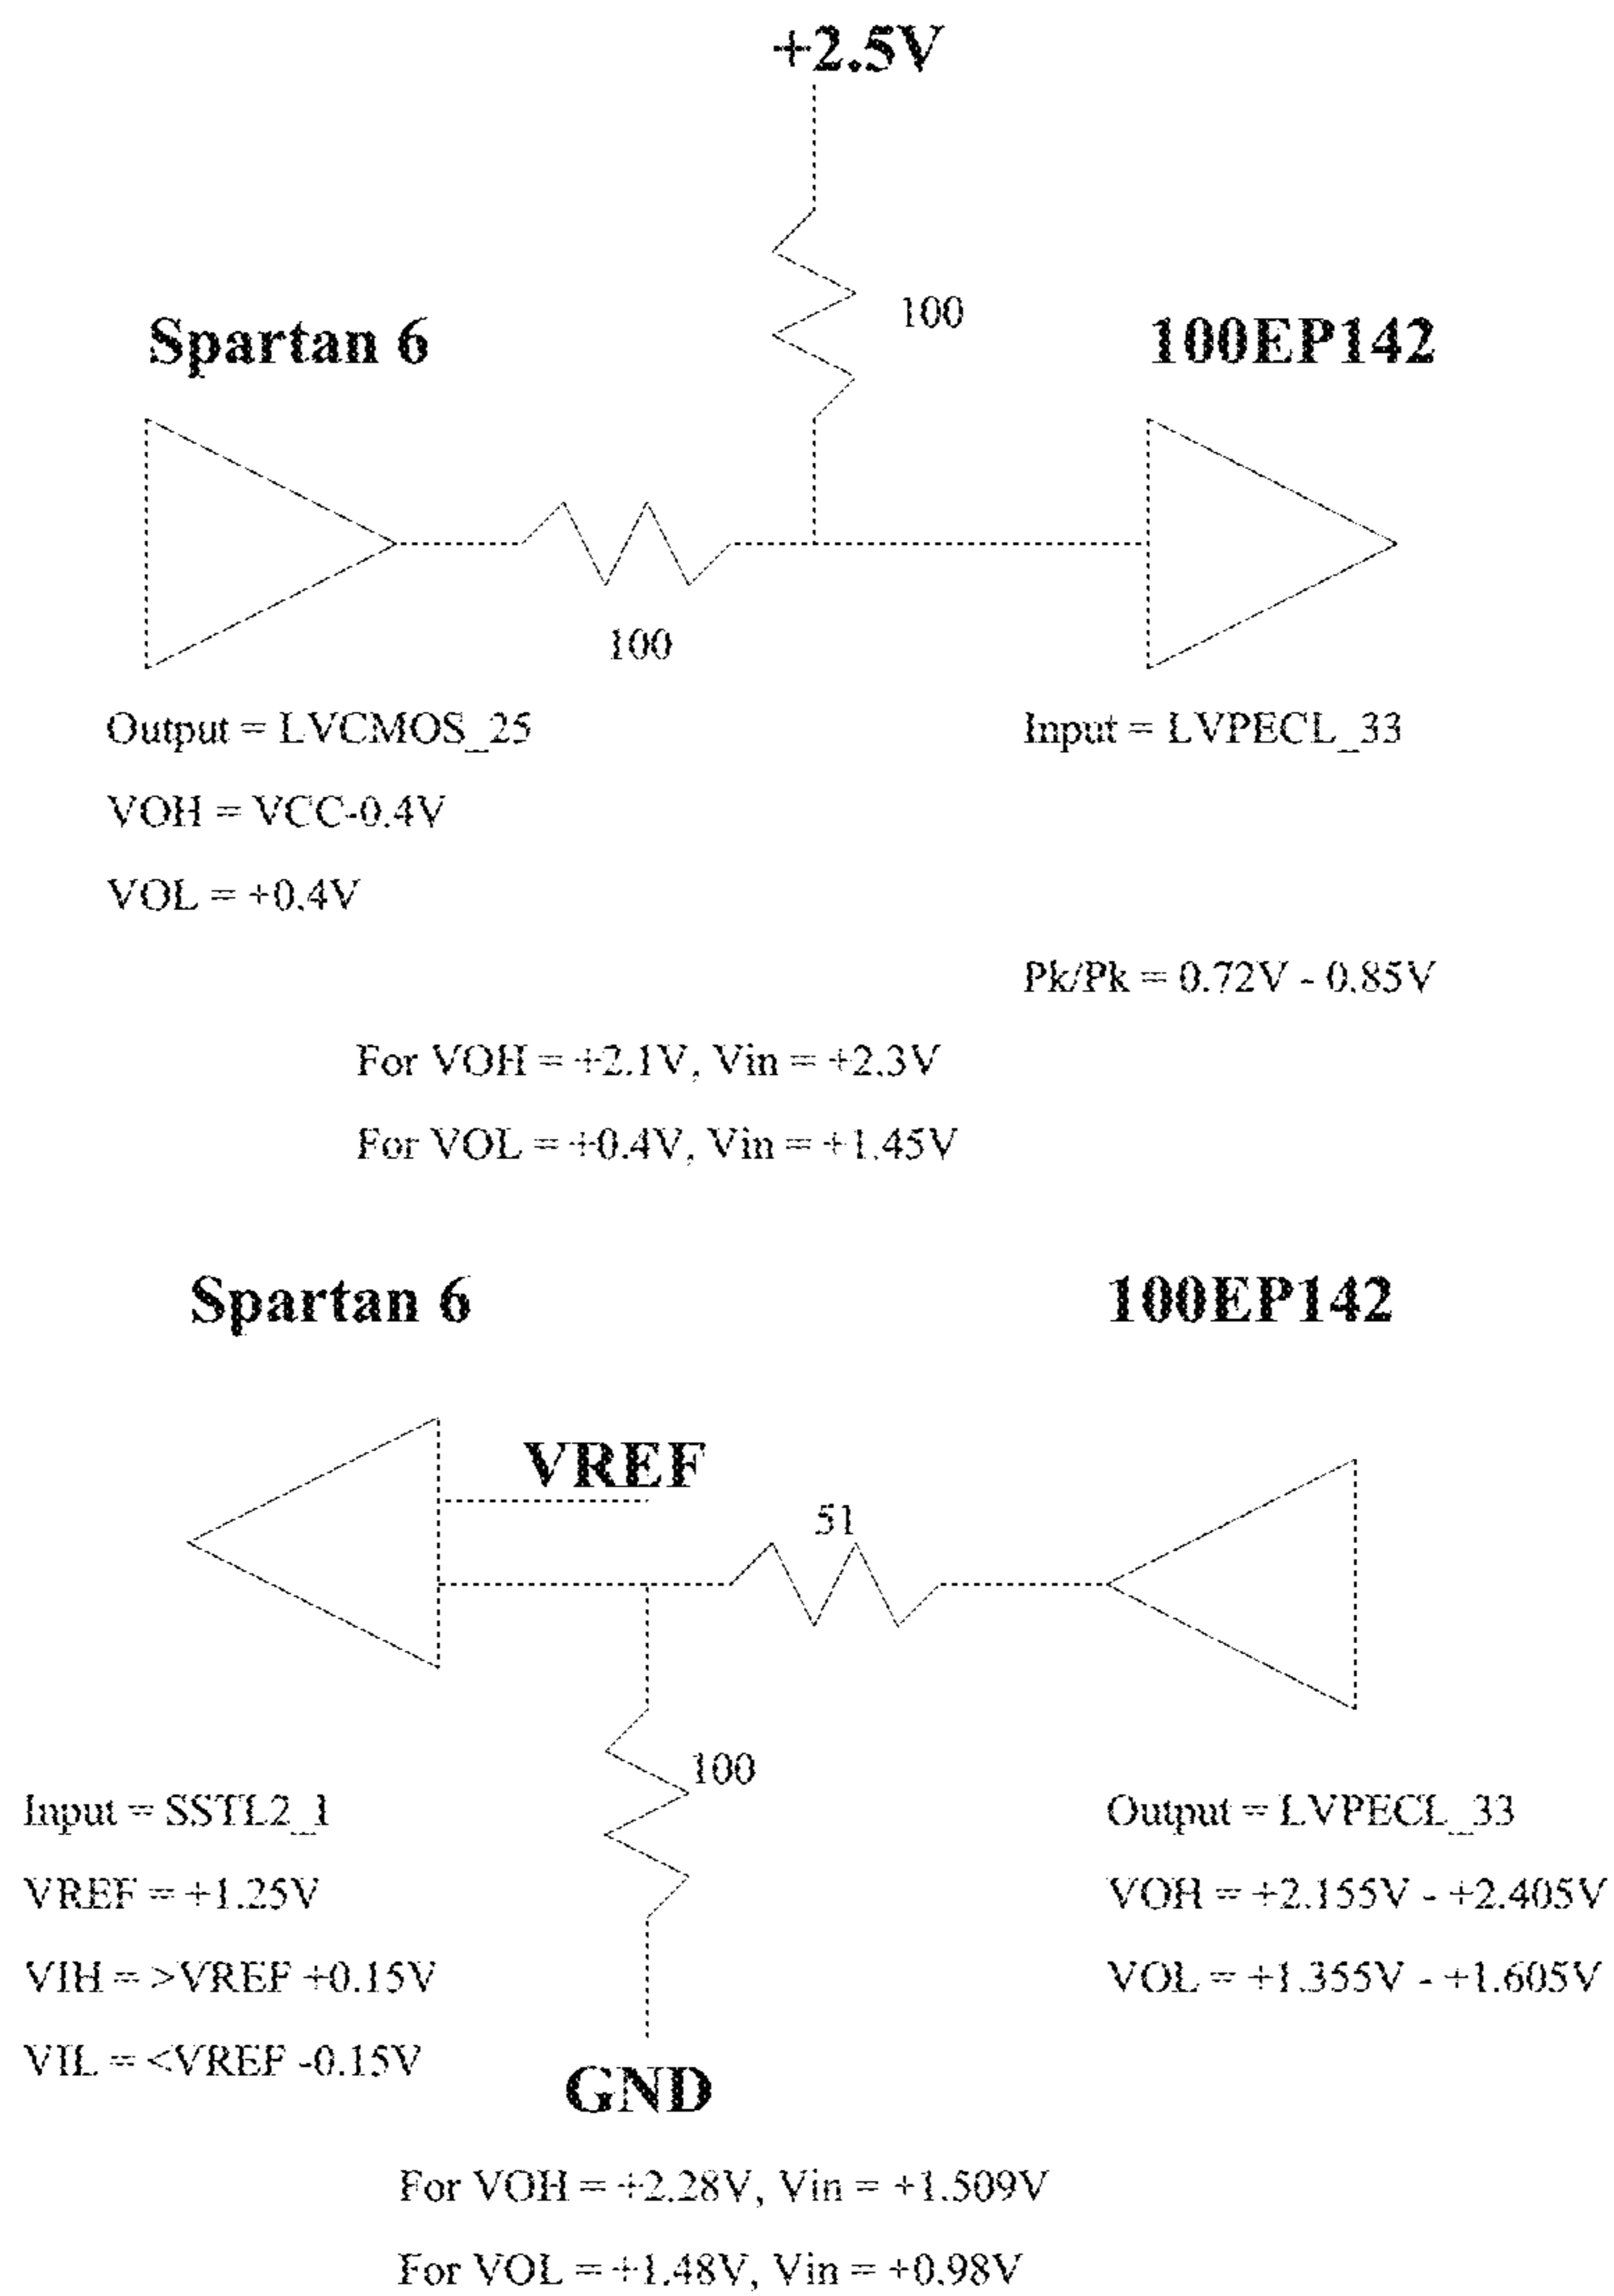 +2.5V
100
Spartan 6
100EP142
100
Output = LVCMOS_25
Input = LVPECL_33
VOH = VCC-0.4V
VOL = +0.4V
Pk/Pk = 0.72V - 0.85V
For VOH = +2.1V, Vin = +2.3V
For VOL = +0.4V, Vin = +1.45V
Spartan 6
100EP142
VREF
51
100
Input = SSTL2_1
Output = LVPECL_33
VREF = +1.25V
VOH = +2.155V - +2.405V
VIH = >VREF +0.15V
VOL = +1.355V - +1.605V
VIL = <VREF -0.15V
GND
For VOH = +2.28V, Vin = +1.509V
For VOL = +1.48V, Vin = +0.98V